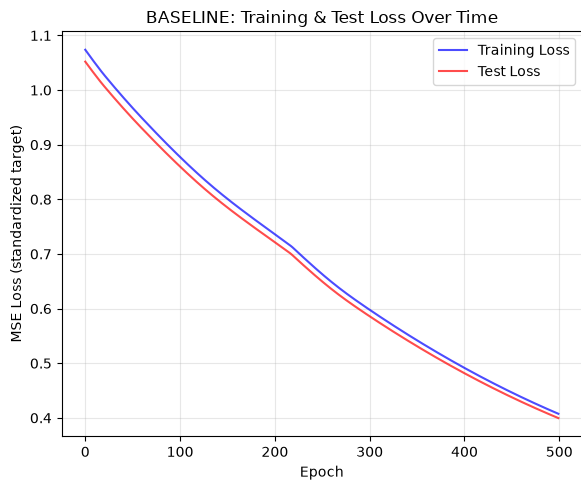 BASELINE: Training & Test Loss Over Time
Training Loss
Test Loss
MSE Loss (standardized target)
1.1
1.0
0.9
0.8
0.7
0.6
0.5
0.4
0 100 200 300 400 500
Epoch